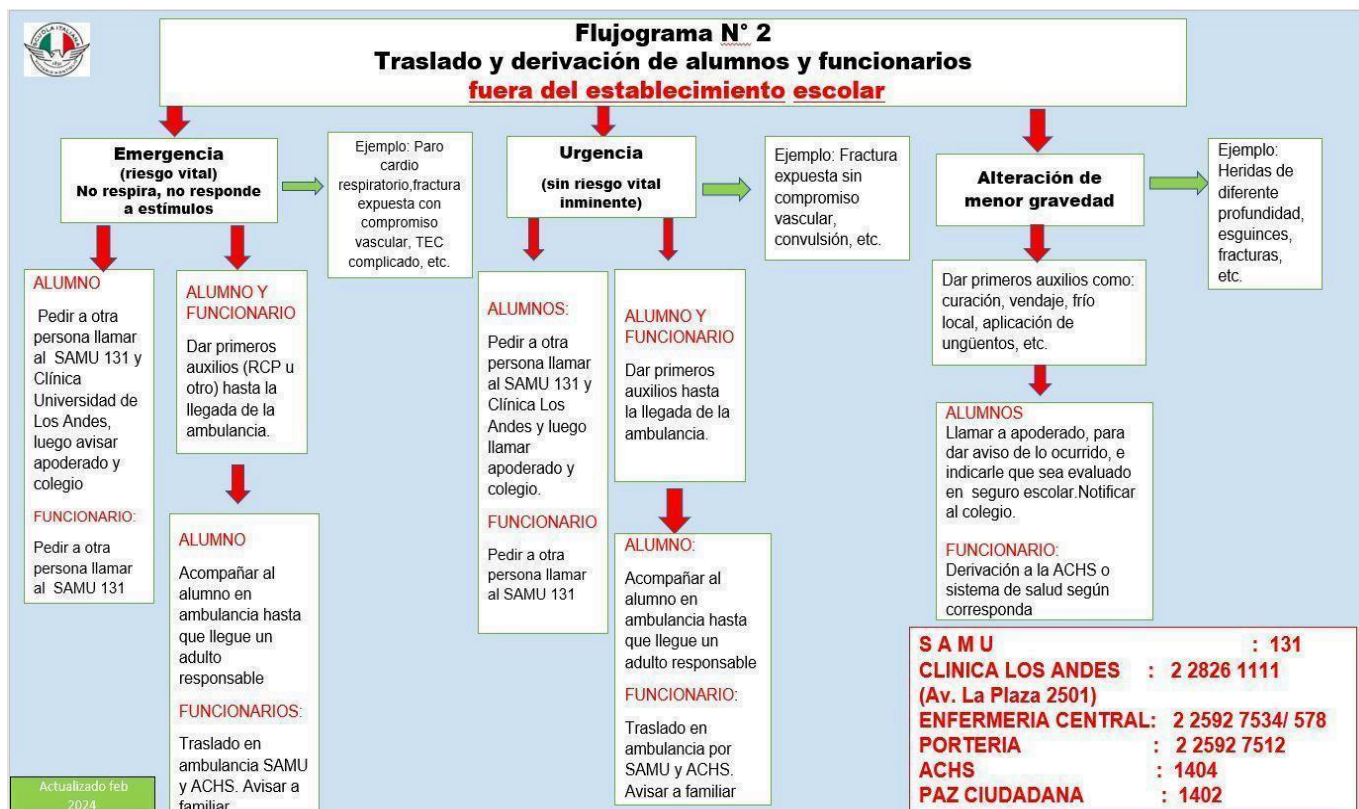 Flujograma N° 2
Traslado y derivación de alumnos y funcionarios
fuera del establecimiento escolar
SCUOLA ITALIANA
Emergencia
(riesgo vital)
No respira, no responde
a estímulos
Ejemplo: Paro
cardio
respiratorio,fractura
expuesta con
compromiso
vascular, TEC
complicado, etc.
ALUMNO
Pedir a otra
persona llamar
al SAMU 131 y
Clínica
Universidad de
Los Andes,
luego avisar
apoderado y
colegio
FUNCIONARIO:
Pedir a otra
persona llamar
al SAMU 131
ALUMNO Y
FUNCIONARIO
Dar primeros
auxilios (RCP u
otro) hasta la
llegada de la
ambulancia.
ALUMNO
Acompañar al
alumno en
ambulancia hasta
que llegue un
adulto
responsable
FUNCIONARIOS:
Traslado en
ambulancia SAMU
y ACHS. Avisar a
familiar
Urgencia
(sin riesgo vital
inminente)
Ejemplo: Fractura
expuesta sin
compromiso
vascular,
convulsión, etc.
ALUMNOS:
Pedir a otra
persona llamar
al SAMU 131 y
Clínica Los
Andes y luego
llamar
apoderado y
colegio.
FUNCIONARIO
Pedir a otra
persona llamar
al SAMU 131
ALUMNO Y
FUNCIONARIO
Dar primeros
auxilios hasta
la llegada de la
ambulancia.
ALUMNO:
Acompañar al
alumno en
ambulancia hasta
que llegue un
adulto responsable
FUNCIONARIO:
Traslado en
ambulancia por
SAMU y ACHS.
Avisar a familiar
Alteración de
menor gravedad
Ejemplo:
Heridas de
diferente
profundidad,
esguinces,
fracturas,
etc.
Dar primeros auxilios como:
curación, vendaje, frío
local, aplicación de
ungüentos, etc.
ALUMNOS
Llamar a apoderado, para
dar aviso de lo ocurrido, e
indicarle que sea evaluado
en seguro escolar.Notificar
al colegio.
FUNCIONARIO:
Derivación a la ACHS o
sistema de salud según
corresponda
S A M U : 131
CLINICA LOS ANDES : 2 2826 1111
(Av. La Plaza 2501)
ENFERMERIA CENTRAL: 2 2592 7534/ 578
PORTERIA : 2 2592 7512
ACHS : 1404
PAZ CIUDADANA : 1402
Actualizado feb
2024